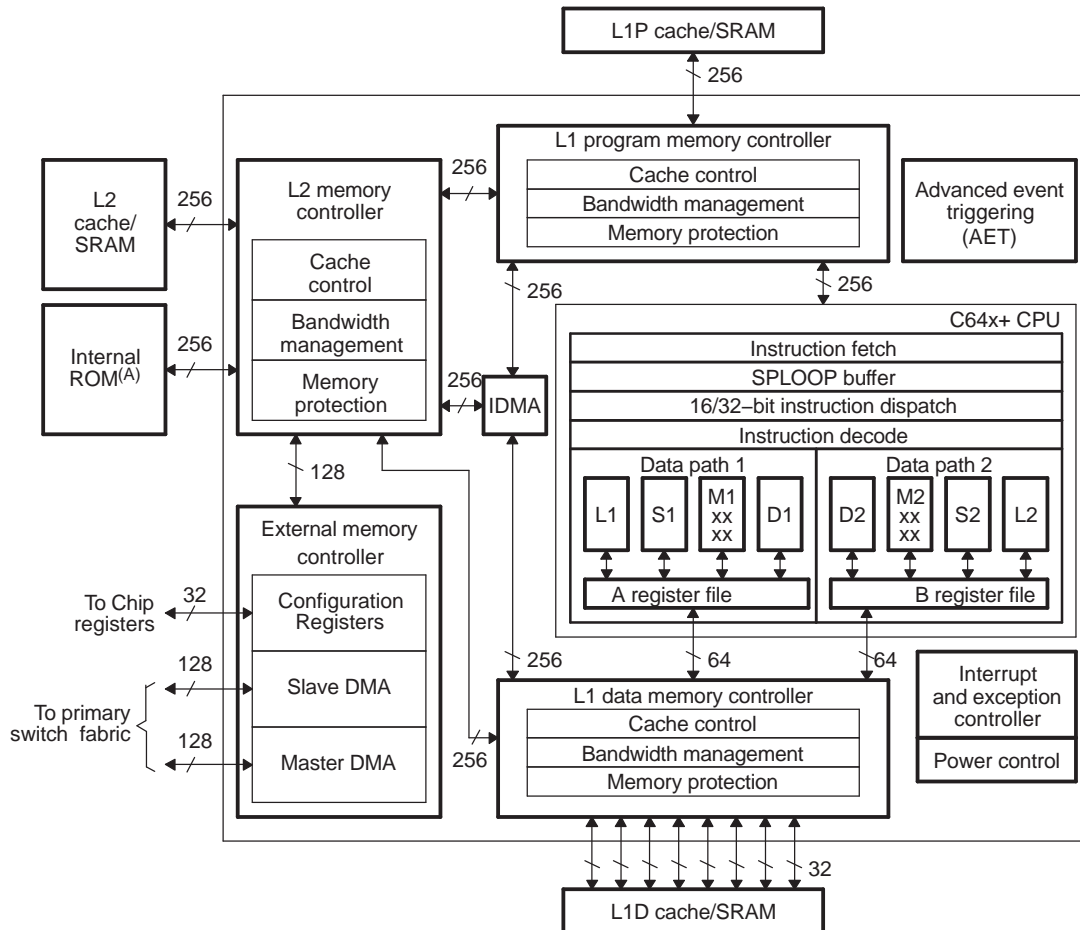 L1P cache/SRAM
256
L1 program memory controller
Cache control
Bandwidth management
Memory protection
Advanced event
triggering
(AET)
L2
cache/
SRAM
256
L2 memory
controller
256
Cache
control
Bandwidth
management
Memory
protection
Internal
ROM(A)
256
256
256
256
IDMA
C64x+ CPU
Instruction fetch
SPLOOP buffer
16/32−bit instruction dispatch
Instruction decode
Data path 1
Data path 2
L1
S1
M1
xx
xx
D1
D2
M2
xx
xx
S2
L2
A register file
B register file
128
External memory
controller
To Chip
registers
32
Configuration
Registers
128
Slave DMA
To primary
switch fabric
128
Master DMA
256
256
64
64
L1 data memory controller
Cache control
Bandwidth management
Memory protection
Interrupt
and exception
controller
Power control
32
L1D cache/SRAM